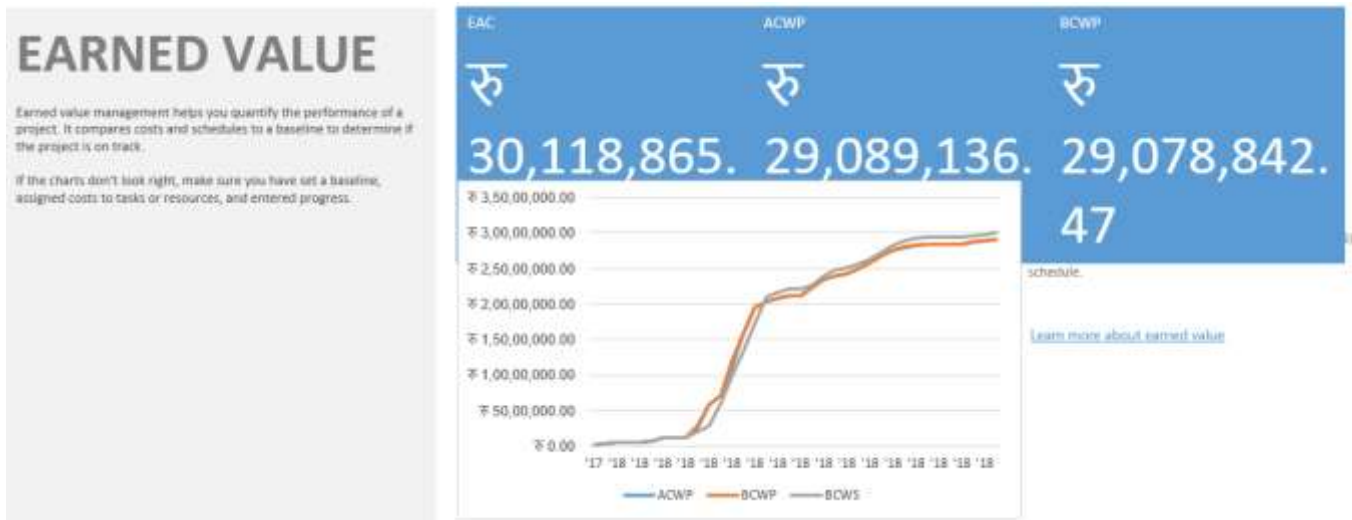 EARNED VALUE
Earned value management helps you quantify the performance of a
project. It compares costs and schedules to a baseline to determine if
the project is on track.
If the charts don't look right, make sure you have set a baseline,
assigned costs to tasks or resources, and entered progress.
EAC
रु
30,118,865.
ACWP
रु
29,089,136.
BCWP
रु
29,078,842.
47
रु 3,50,00,000.00
रु 3,00,00,000.00
रु 2,50,00,000.00
रु 2,00,00,000.00
रु 1,50,00,000.00
रु 1,00,00,000.00
रु 50,00,000.00
रु 0.00
'17 '18 '18 '18 '18 '18 '18 '18 '18 '18 '18 '18 '18 '18 '18 '18 '18 '18
ACWP BCWP BCWS
schedule.
Learn more about earned value